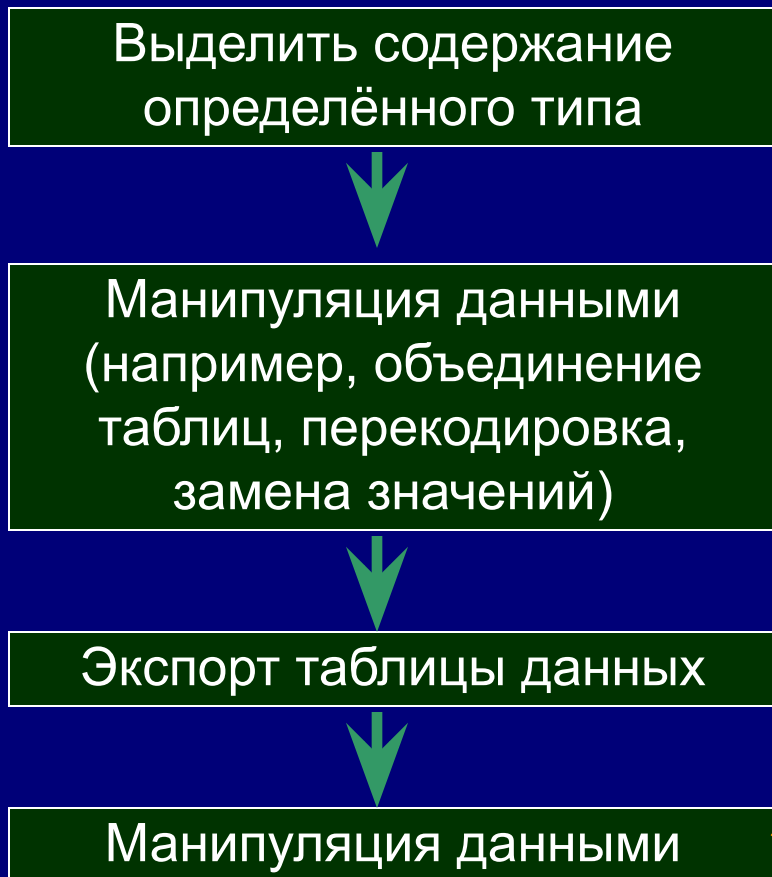 Выделить содержание
определённого типа
Манипуляция данными
(например, объединение
таблиц, перекодировка,
замена значений)
Экспорт таблицы данных
Манипуляция данными